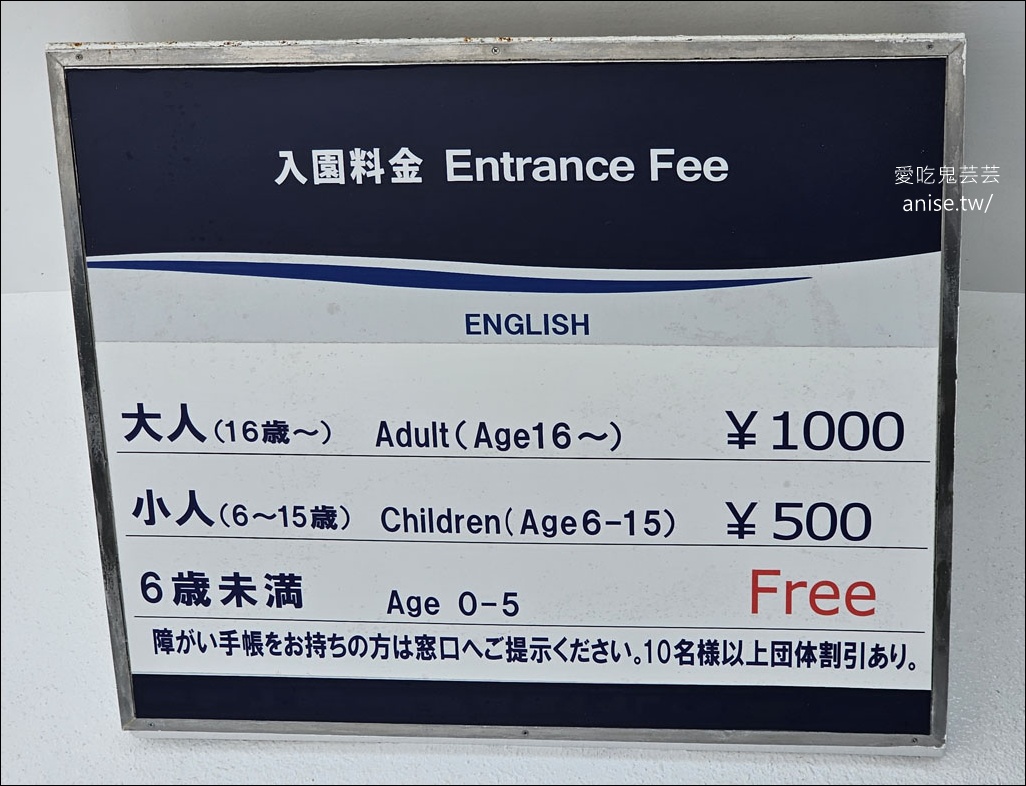 入園料金 Entrance Fee
愛吃鬼芸芸
anise.tw/
ENGLISH
大人(16歳〜) Adult(Age16〜) ¥1000
小人(6〜15歳) Children(Age6-15) ¥500
6歳未満 Age 0-5 Free
障がい手帳をお持ちの方は窓口へご提示ください。10名様以上団体割引あり。